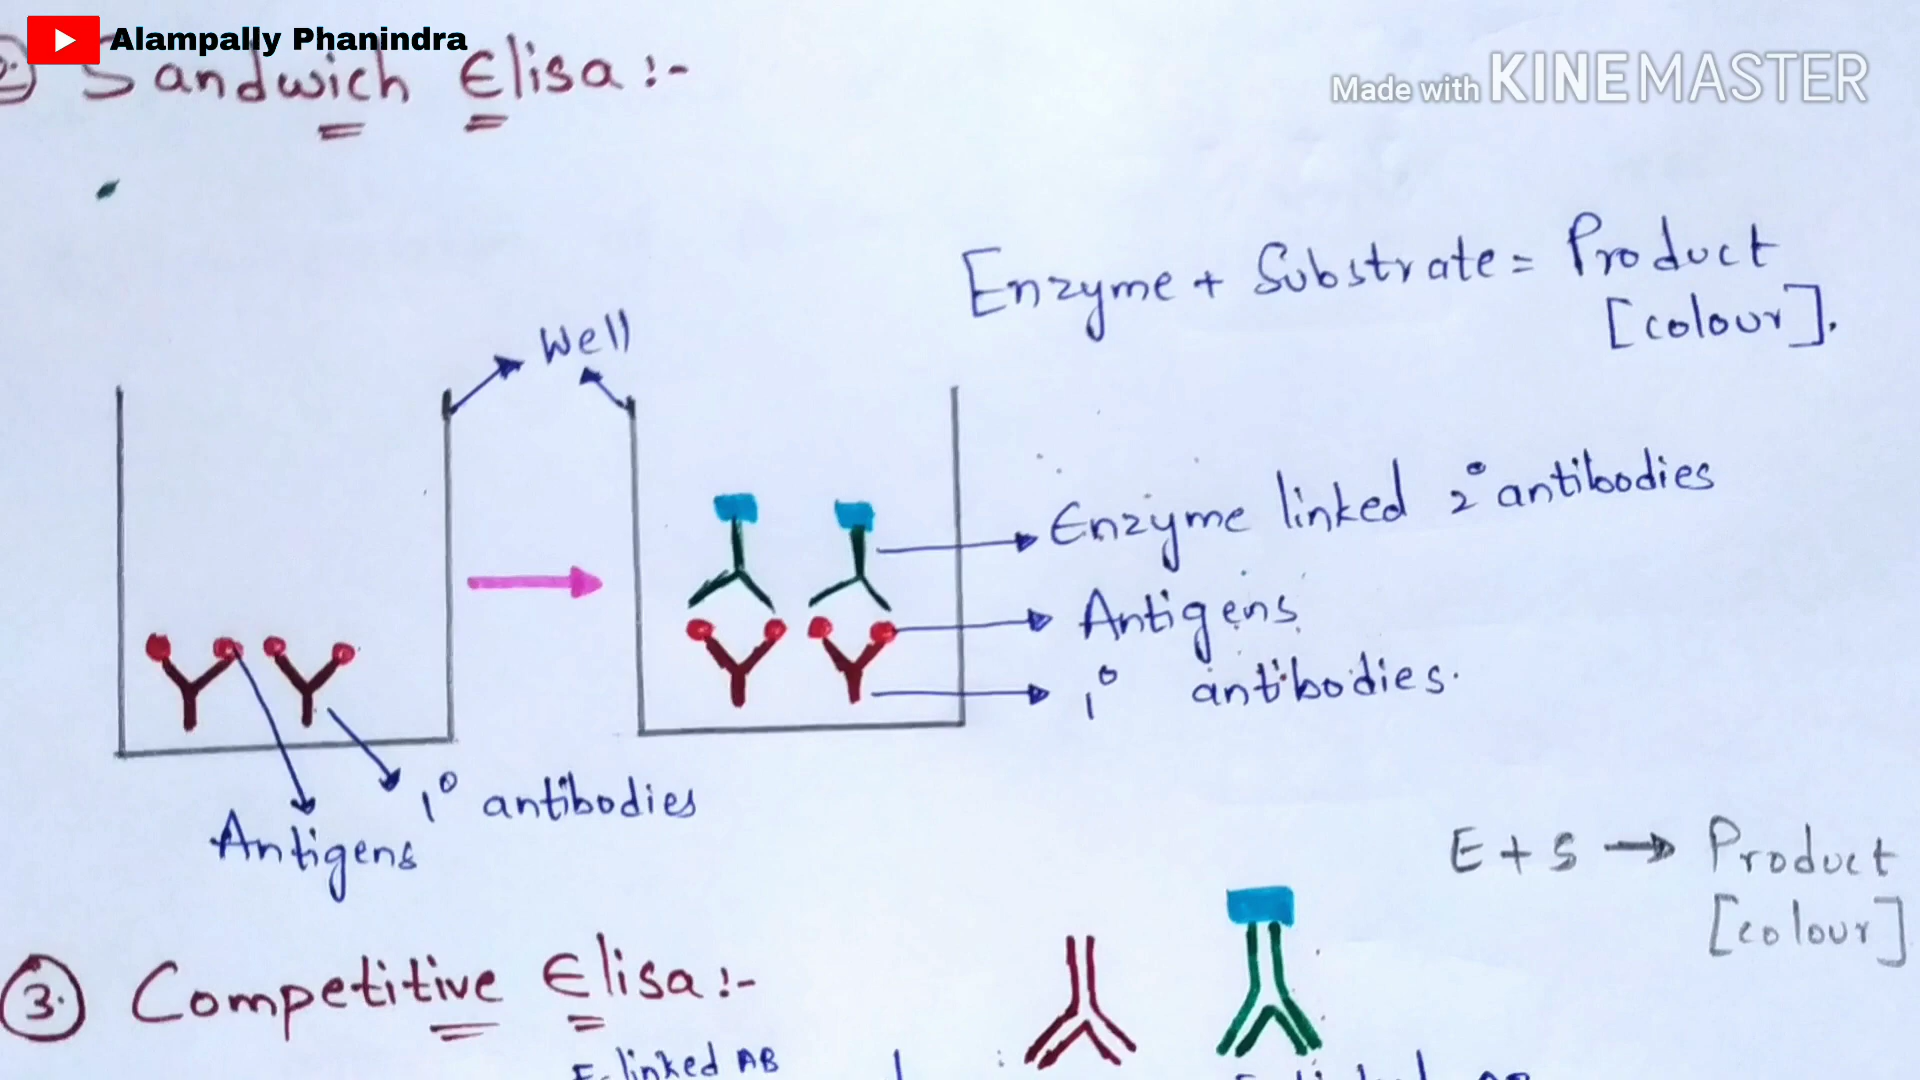 Alampally Phanindra
Made with KINEMASTER
Sandwich Elisa :-
Enzyme + Substrate = Product
[colour].
Well
Enzyme linked 2° antibodies
Antigens
1° antibodies.
1° antibodies
Antigens
E + S → Product
[colour]
3. Competitive Elisa :-
E-linked AB